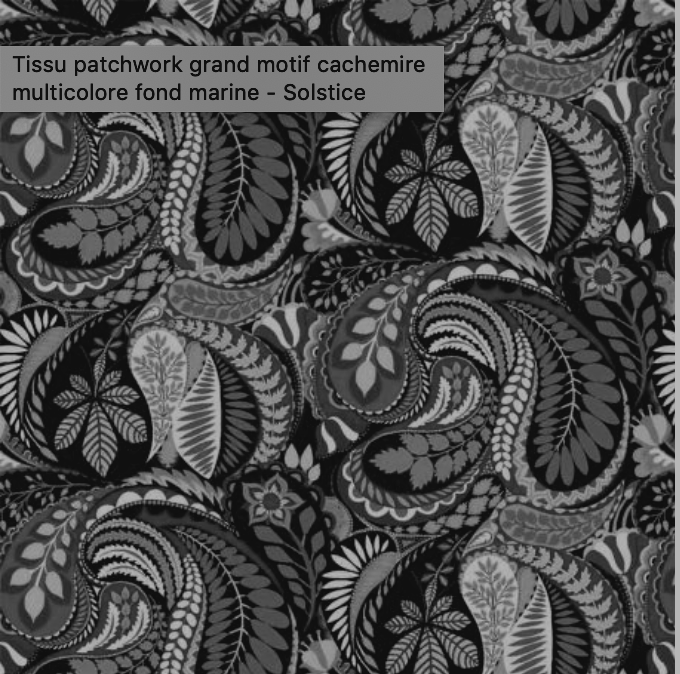 Tissu patchwork grand motif cachemire
multicolore fond marine - Solstice